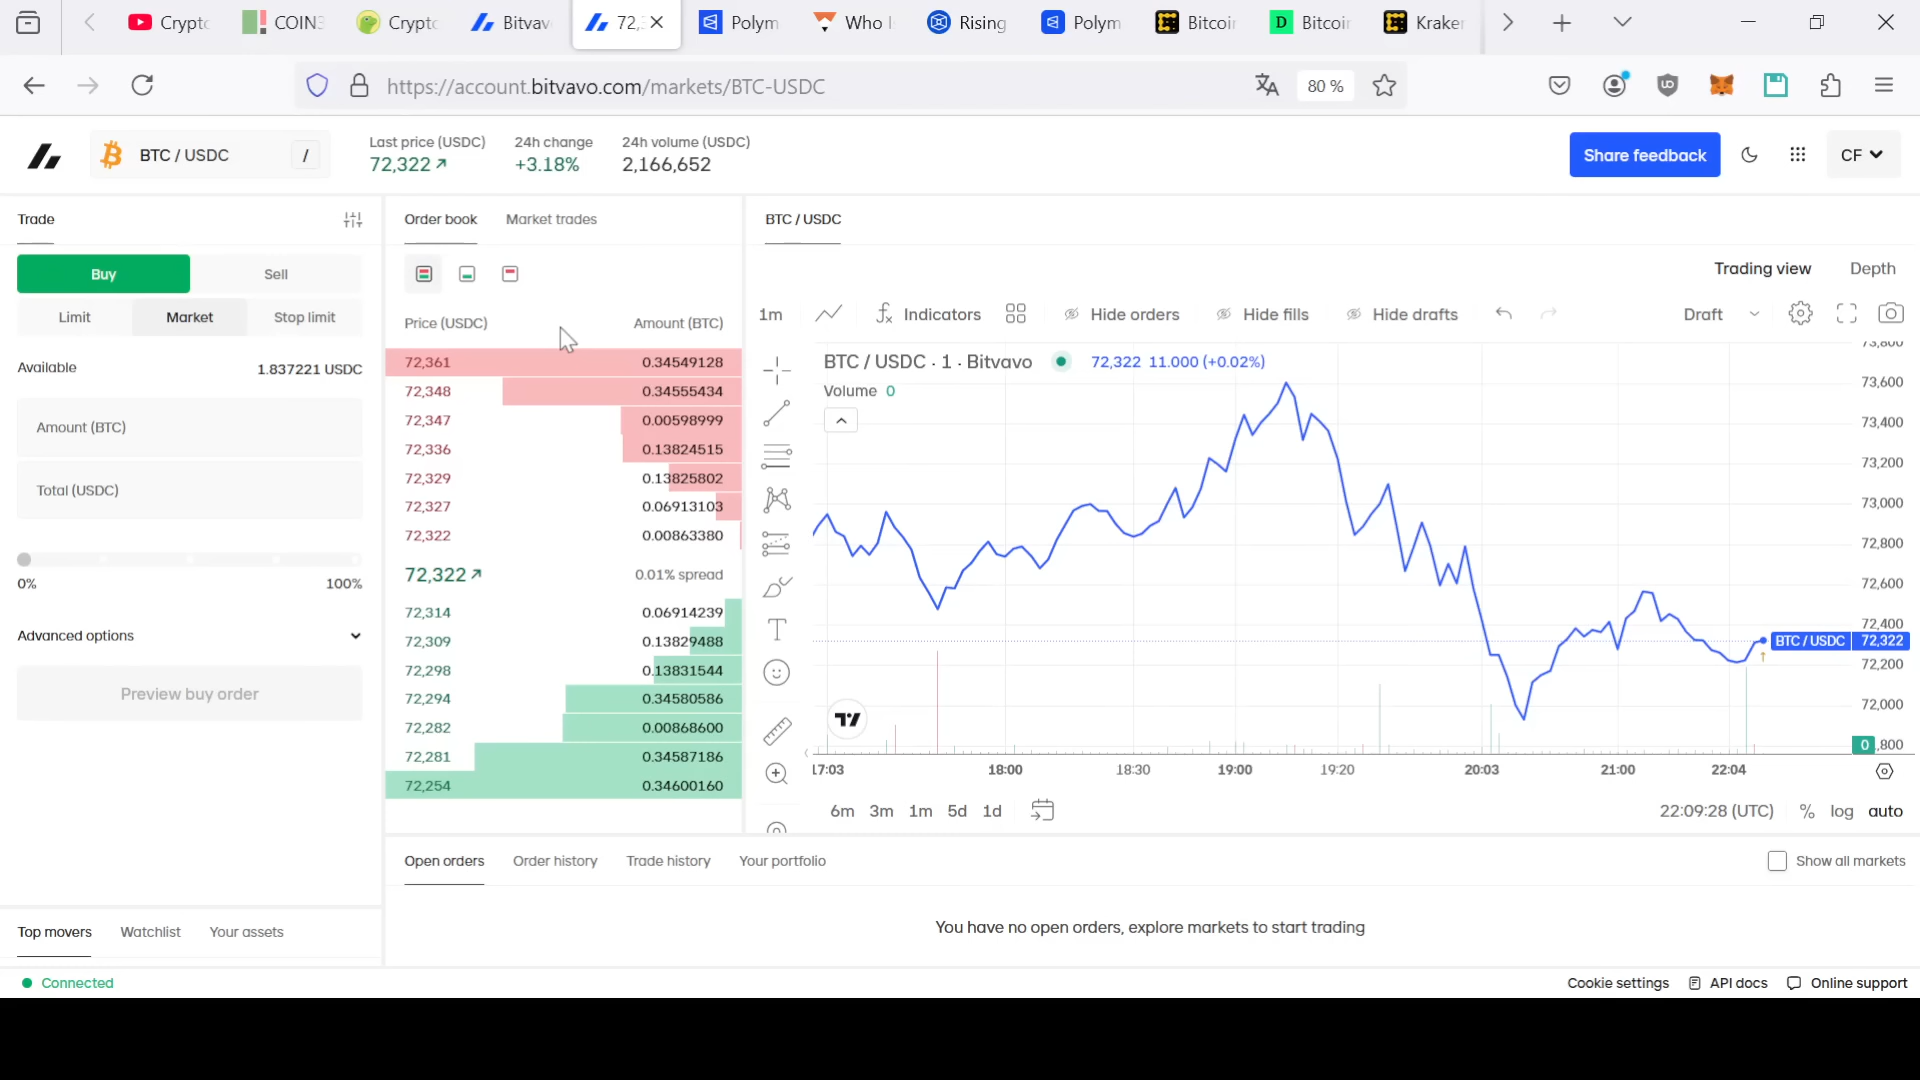 Crypto
COIN3
Crypto
Bitvav
72,3
Polym
Who I
Rising
Polym
Bitcoin
Bitcoin
Kraken
https://account.bitvavo.com/markets/BTC-USDC
80 %
BTC / USDC
/
Last price (USDC)
72,322↗
24h change
+3.18%
24h volume (USDC)
2,166,652
Share feedback
CF
Trade
Buy
Sell
Limit
Market
Stop limit
Available
1.837221 USDC
Amount (BTC)
Total (USDC)
0%
100%
Advanced options
Preview buy order
Top movers
Watchlist
Your assets
Order book
Market trades
Price (USDC)
Amount (BTC)
72,361 0.34549128
72,348 0.34555434
72,347 0.00598999
72,336 0.13824515
72,329 0.13825802
72,327 0.06913103
72,322 0.00863380
72,322↗ 0.01% spread
72,314 0.06914239
72,309 0.13829488
72,298 0.13831544
72,294 0.34580586
72,282 0.00868600
72,281 0.34587186
72,254 0.34600160
BTC / USDC
Trading view
Depth
1m
Indicators
Hide orders
Hide fills
Hide drafts
Draft
BTC / USDC · 1 · Bitvavo
72,322 11.000 (+0.02%)
Volume 0
73,800
73,600
73,400
73,200
73,000
72,800
72,600
72,400
BTC / USDC 72,322
72,200
72,000
0
,800
17:03
18:00
18:30
19:00
19:20
20:03
21:00
22:04
6m
3m
1m
5d
1d
22:09:28 (UTC)
%
log
auto
Open orders
Order history
Trade history
Your portfolio
Show all markets
You have no open orders, explore markets to start trading
Connected
Cookie settings
API docs
Online support